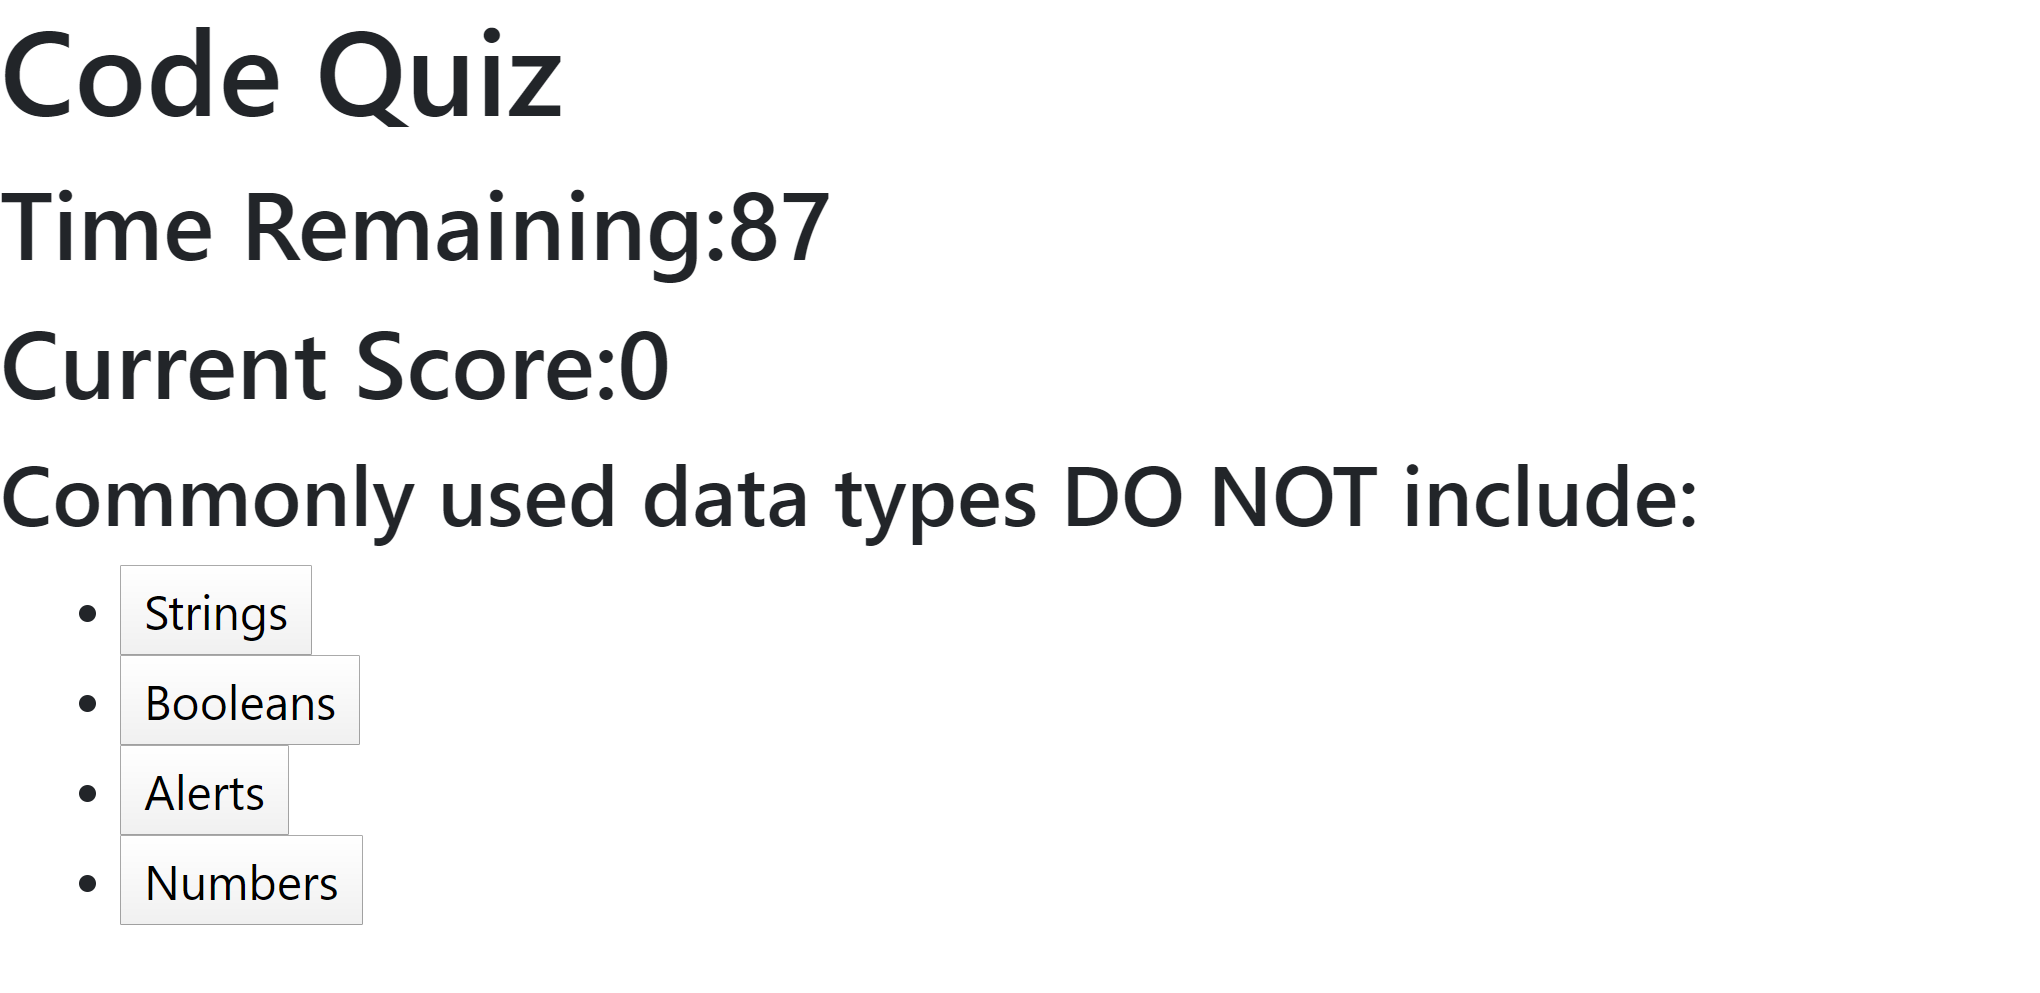 Code Quiz
Time Remaining:87
Current Score:0
Commonly used data types DO NOT include:
Strings
Booleans
Alerts
Numbers